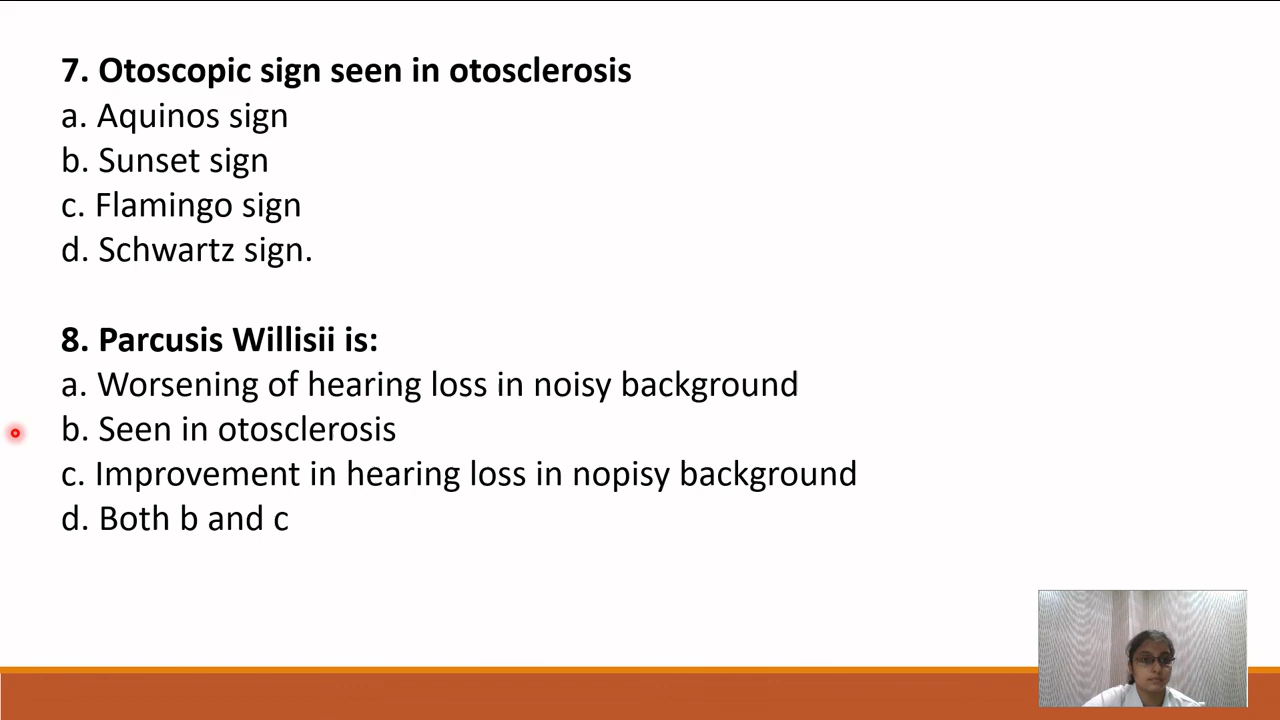 7. Otoscopic sign seen in otosclerosis
a. Aquinos sign
b. Sunset sign
c. Flamingo sign
d. Schwartz sign.
8. Parcusis Willisii is:
a. Worsening of hearing loss in noisy background
b. Seen in otosclerosis
c. Improvement in hearing loss in nopisy background
d. Both b and c